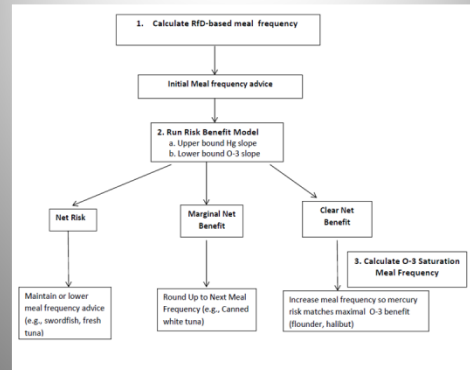 1. Calculate RfD-based meal frequency
Initial Meal frequency advice
2. Run Risk Benefit Model
a. Upper bound Hg slope
b. Lower bound O-3 slope
Net Risk
Marginal Net
Benefit
Clear Net
Benefit
3. Calculate O-3 Saturation
Meal Frequency
Maintain or lower
meal frequency advice
(e.g., swordfish, fresh
tuna)
Round Up to Next Meal
Frequency (e.g., Canned
white tuna)
Increase meal frequency so mercury
risk matches maximal O-3 benefit
(flounder, halibut)